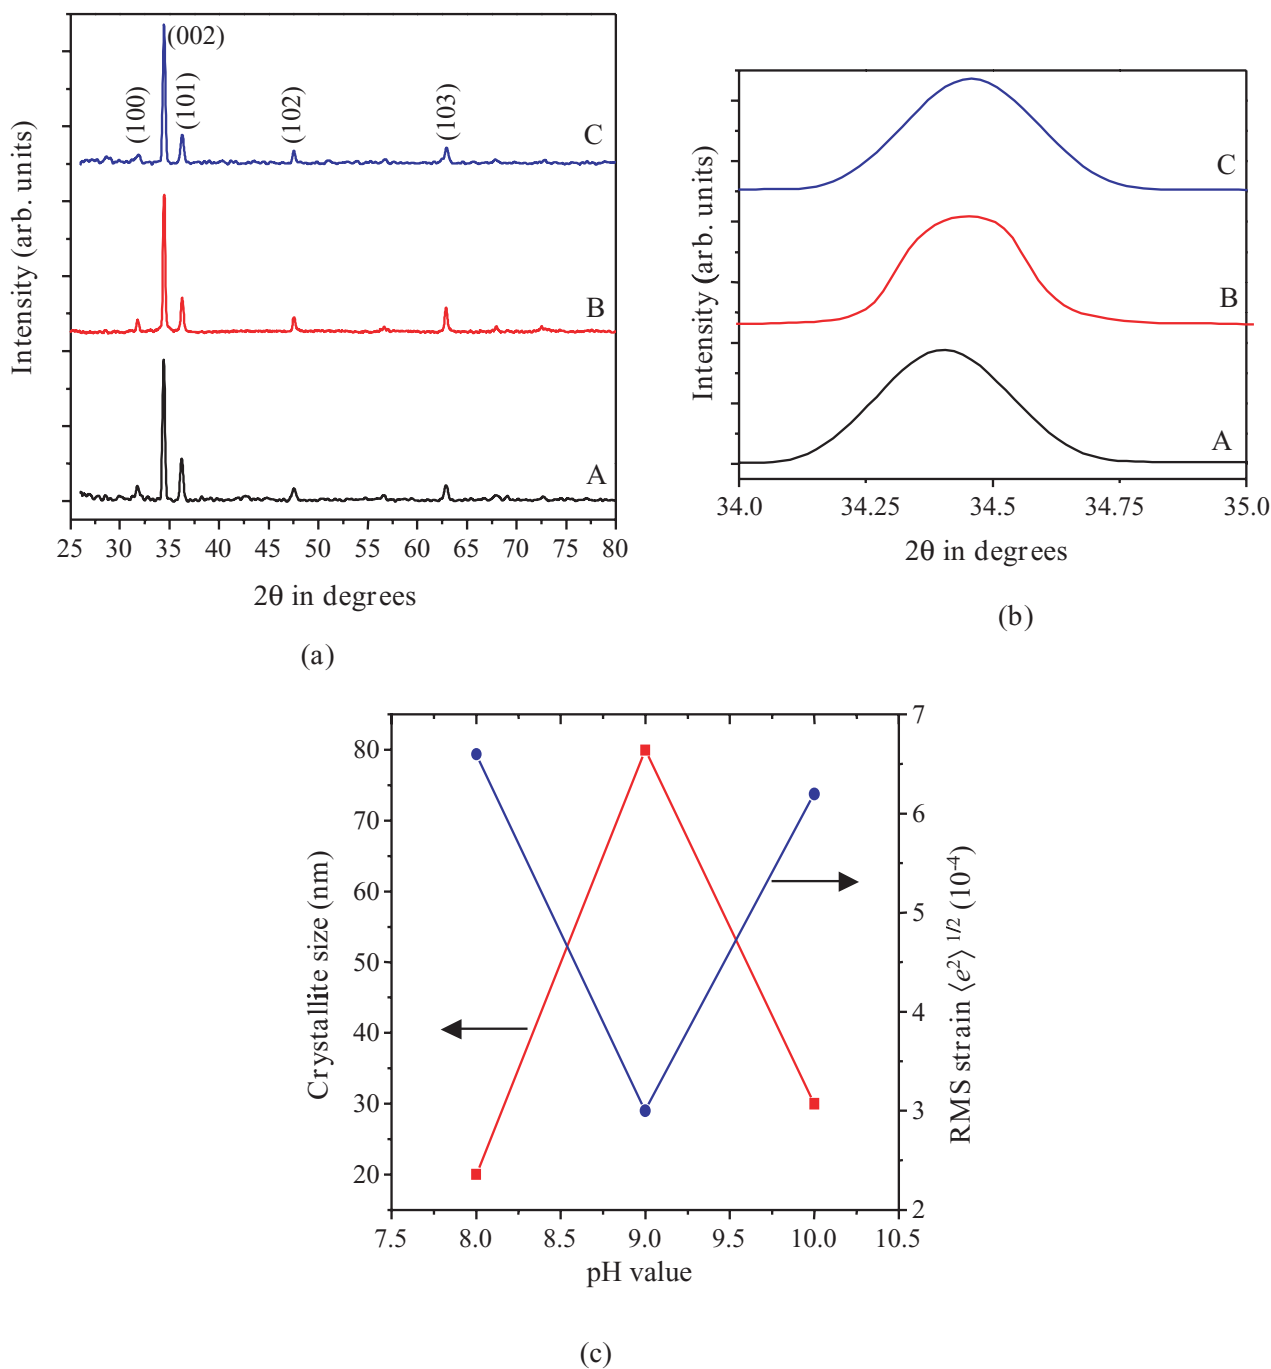 (002)
(100)
(101)
(102)
(103)
C
B
A
Intensity (arb. units)
25 30 35 40 45 50 55 60 65 70 75 80
2θ in degrees
(a)
C
B
A
Intensity (arb. units)
34.0 34.25 34.5 34.75 35.0
2θ in degrees
(b)
80
70
60
50
40
30
20
Crystallite size (nm)
7
6
5
4
3
2
RMS strain ⟨e²⟩ 1/2 (10-4)
7.5 8.0 8.5 9.0 9.5 10.0 10.5
pH value
(c)